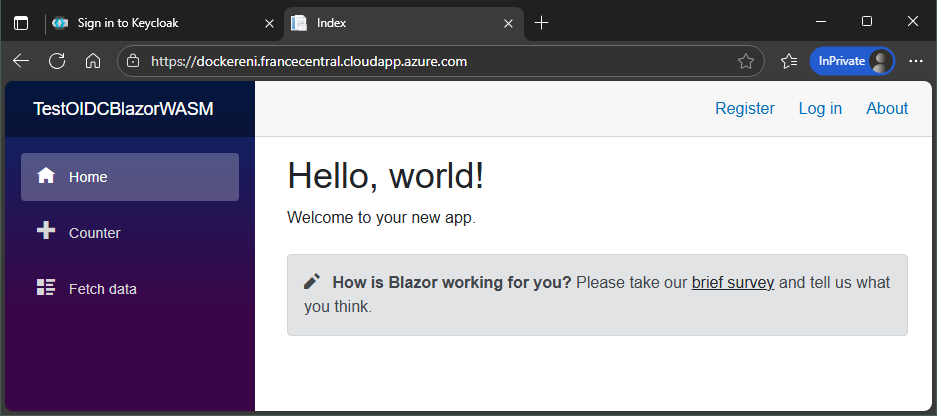 Sign in to Keycloak
Index
https://dockereni.francecentral.cloudapp.azure.com
InPrivate
TestOIDCBlazorWASM
Register
Log in
About
Home
Counter
Fetch data
Hello, world!
Welcome to your new app.
How is Blazor working for you? Please take our brief survey and tell us what
you think.